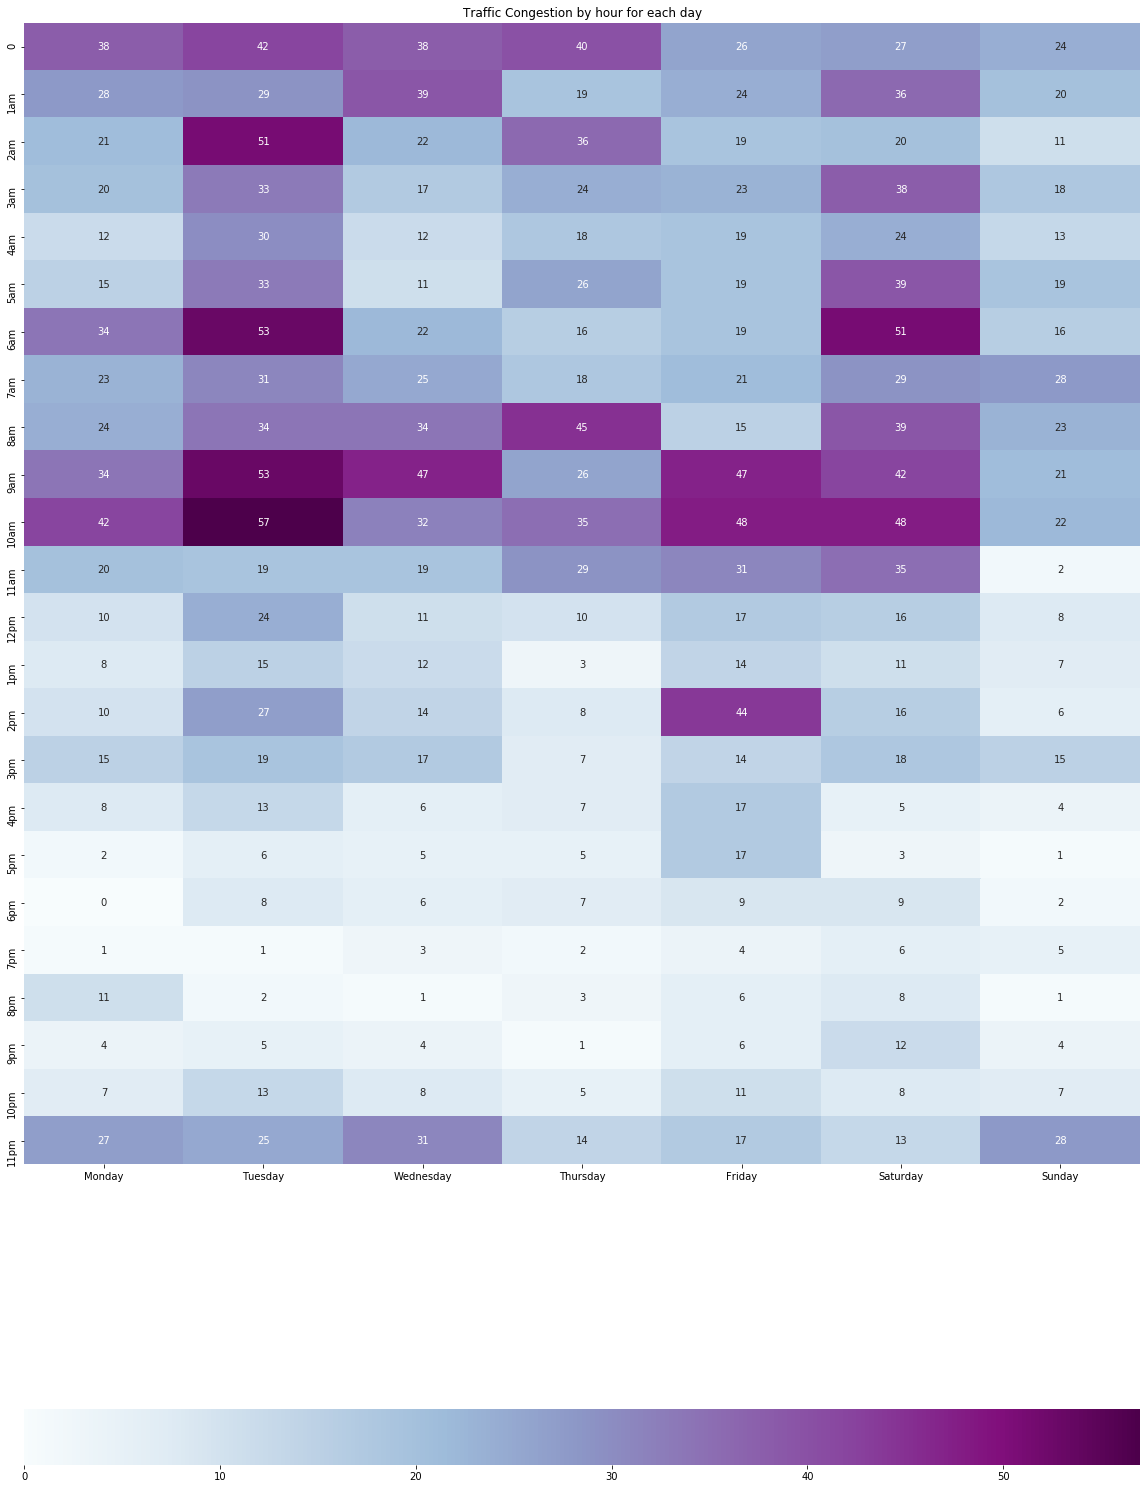 Traffic Congestion by hour for each day
0 38 42 38 40 26 27 24
1am 28 29 39 19 24 36 20
2am 21 51 22 36 19 20 11
3am 20 33 17 24 23 38 18
4am 12 30 12 18 19 24 13
5am 15 33 11 26 19 39 19
6am 34 53 22 16 19 51 16
7am 23 31 25 18 21 29 28
8am 24 34 34 45 15 39 23
9am 34 53 47 26 47 42 21
10am 42 57 32 35 48 48 22
11am 20 19 19 29 31 35 2
12pm 10 24 11 10 17 16 8
1pm 8 15 12 3 14 11 7
2pm 10 27 14 8 44 16 6
3pm 15 19 17 7 14 18 15
4pm 8 13 6 7 17 5 4
5pm 2 6 5 5 17 3 1
6pm 0 8 6 7 9 9 2
7pm 1 1 3 2 4 6 5
8pm 11 2 1 3 6 8 1
9pm 4 5 4 1 6 12 4
10pm 7 13 8 5 11 8 7
11pm 27 25 31 14 17 13 28
Monday Tuesday Wednesday Thursday Friday Saturday Sunday
0 10 20 30 40 50